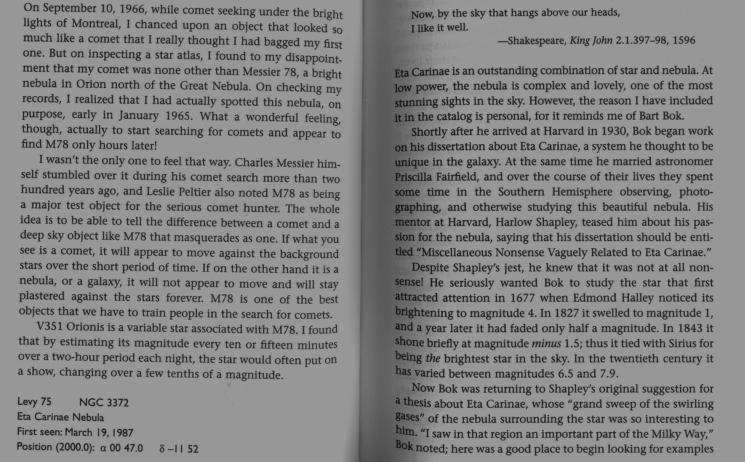 On September 10, 1966, while comet seeking under the bright
lights of Montreal, I chanced upon an object that looked so
much like a comet that I really thought I had bagged my first
one. But on inspecting a star atlas, I found to my disappoint-
ment that my comet was none other than Messier 78, a bright
nebula in Orion north of the Great Nebula. On checking my
records, I realized that I had actually spotted this nebula, on
purpose, early in January 1965. What a wonderful feeling,
though, actually to start searching for comets and appear to
find M78 only hours later!
I wasn't the only one to feel that way. Charles Messier him-
self stumbled over it during his comet search more than two
hundred years ago, and Leslie Peltier also noted M78 as being
a major test object for the serious comet hunter. The whole
idea is to be able to tell the difference between a comet and a
deep sky object like M78 that masquerades as one. If what you
see is a comet, it will appear to move against the background
stars over the short period of time. If on the other hand it is a
nebula, or a galaxy, it will not appear to move and will stay
plastered against the stars forever. M78 is one of the best
objects that we have to train people in the search for comets.
V351 Orionis is a variable star associated with M78. I found
that by estimating its magnitude every ten or fifteen minutes
over a two-hour period each night, the star would often put on
a show, changing over a few tenths of a magnitude.
Levy 75 NGC 3372
Eta Carinae Nebula
First seen: March 19, 1987
Position (2000.0): α 00 47.0 δ –11 52
Now, by the sky that hangs above our heads,
I like it well.
—Shakespeare, King John 2.1.397–98, 1596
Eta Carinae is an outstanding combination of star and nebula. At
low power, the nebula is complex and lovely, one of the most
stunning sights in the sky. However, the reason I have included
it in the catalog is personal, for it reminds me of Bart Bok.
Shortly after he arrived at Harvard in 1930, Bok began work
on his dissertation about Eta Carinae, a system he thought to be
unique in the galaxy. At the same time he married astronomer
Priscilla Fairfield, and over the course of their lives they spent
some time in the Southern Hemisphere observing, photo-
graphing, and otherwise studying this beautiful nebula. His
mentor at Harvard, Harlow Shapley, teased him about his pas-
sion for the nebula, saying that his dissertation should be enti-
tled "Miscellaneous Nonsense Vaguely Related to Eta Carinae."
Despite Shapley's jest, he knew that it was not at all non-
sense! He seriously wanted Bok to study the star that first
attracted attention in 1677 when Edmond Halley noticed its
brightening to magnitude 4. In 1827 it swelled to magnitude 1,
and a year later it had faded only half a magnitude. In 1843 it
shone briefly at magnitude minus 1.5; thus it tied with Sirius for
being the brightest star in the sky. In the twentieth century it
has varied between magnitudes 6.5 and 7.9.
Now Bok was returning to Shapley's original suggestion for
a thesis about Eta Carinae, whose "grand sweep of the swirling
gases" of the nebula surrounding the star was so interesting to
him. "I saw in that region an important part of the Milky Way,"
Bok noted; here was a good place to begin looking for examples